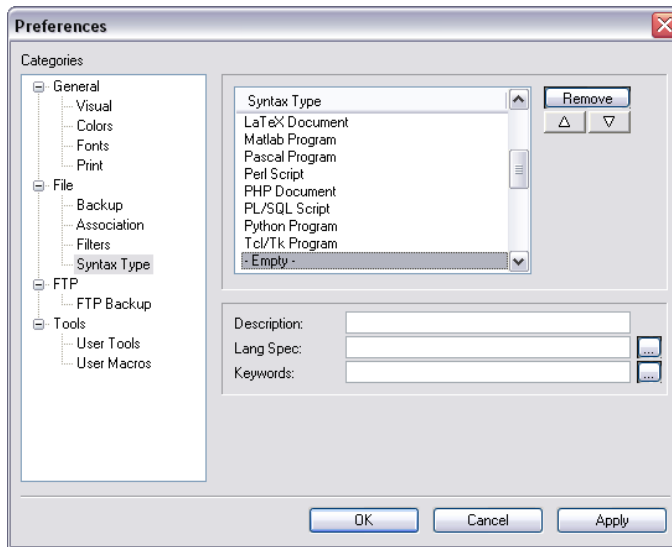 Preferences
Categories
General
Visual
Colors
Fonts
Print
File
Backup
Association
Filters
Syntax Type
FTP
FTP Backup
Tools
User Tools
User Macros
Syntax Type
LaTeX Document
Matlab Program
Pascal Program
Perl Script
PHP Document
PL/SQL Script
Python Program
Tcl/Tk Program
- Empty -
Remove
Description:
Lang Spec:
...
Keywords:
...
OK Cancel Apply